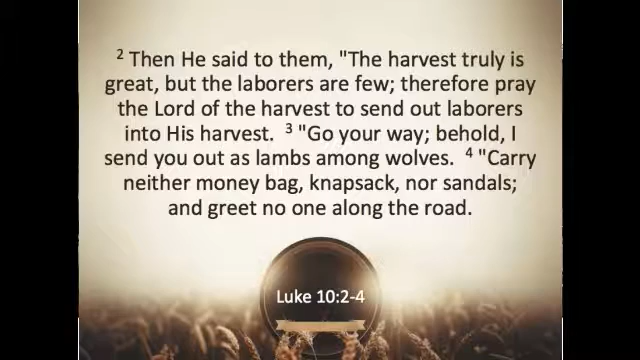 2 Then He said to them, "The harvest truly is
great, but the laborers are few; therefore pray
the Lord of the harvest to send out laborers
into His harvest. 3 "Go your way; behold, I
send you out as lambs among wolves. 4 "Carry
neither money bag, knapsack, nor sandals;
and greet no one along the road.
Luke 10:2-4